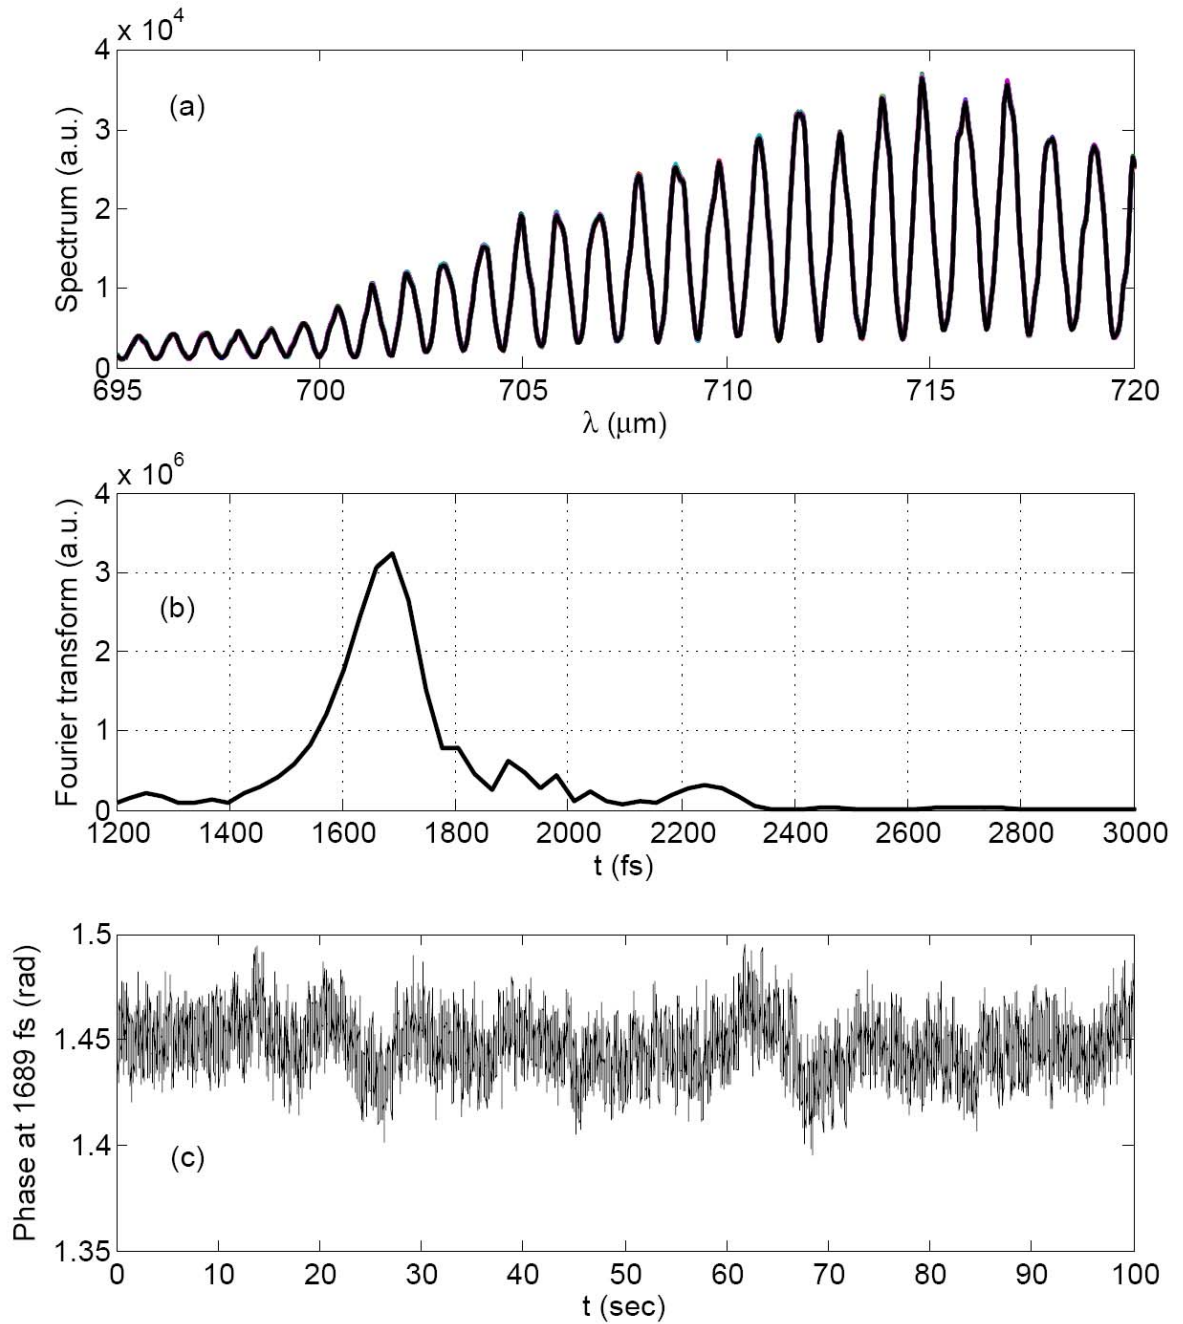 x 10^4
4
3
2
1
0
Spectrum (a.u.)
(a)
695 700 705 710 715 720
λ (μm)
x 10^6
4
3
2
1
0
Fourier transform (a.u.)
(b)
1200 1400 1600 1800 2000 2200 2400 2600 2800 3000
t (fs)
1.5
1.45
1.4
1.35
Phase at 1689 fs (rad)
(c)
0 10 20 30 40 50 60 70 80 90 100
t (sec)